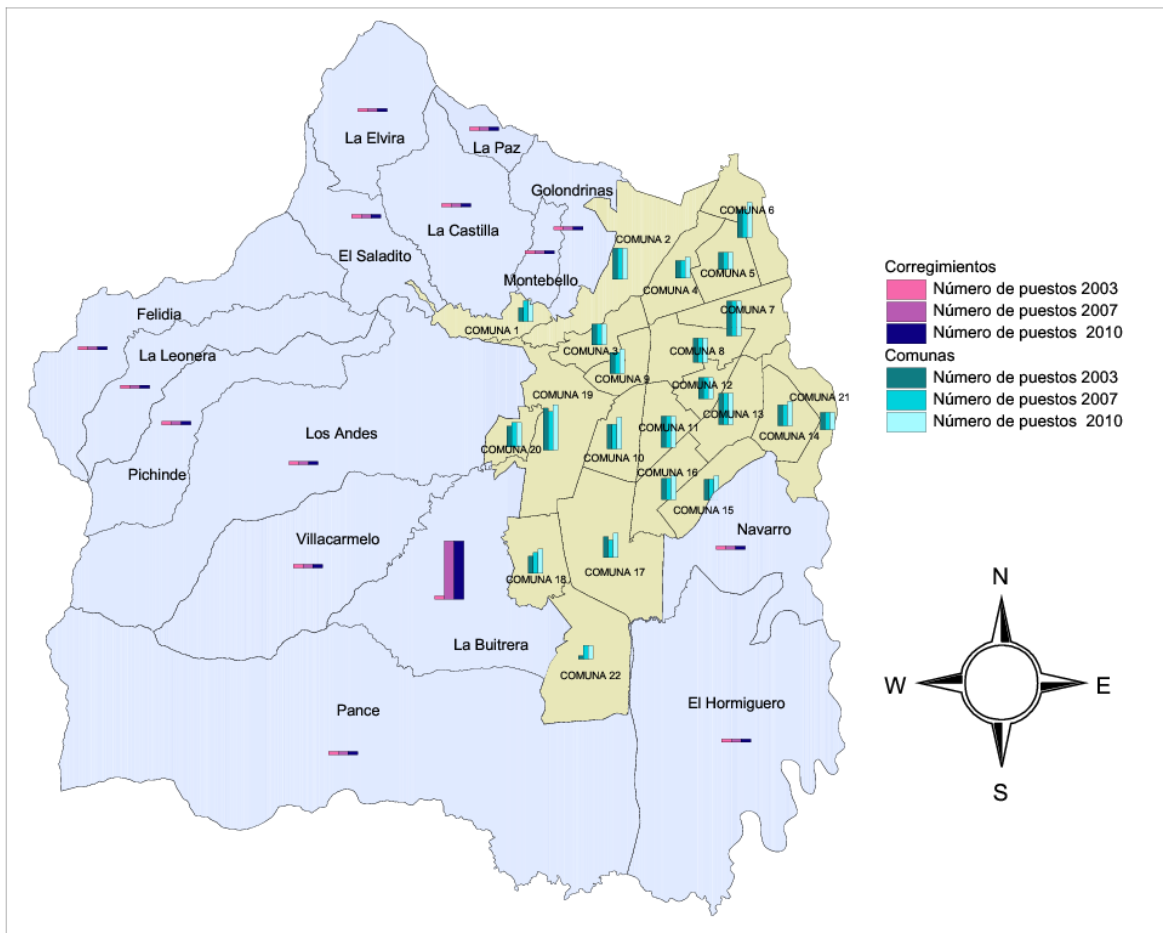 La Elvira
La Paz
Golondrinas
La Castilla
El Saladito
Montebello
COMUNA 6
COMUNA 2
COMUNA 5
COMUNA 4
Felidia
COMUNA 1
COMUNA 7
La Leonera
COMUNA 3
COMUNA 8
COMUNA 9
COMUNA 12
COMUNA 19
COMUNA 21
COMUNA 13
Los Andes
COMUNA 11
COMUNA 14
COMUNA 20
COMUNA 10
Pichinde
COMUNA 16
COMUNA 15
Villacarmelo
Navarro
COMUNA 17
COMUNA 18
La Buitrera
COMUNA 22
Pance
El Hormiguero
Corregimientos
Número de puestos 2003
Número de puestos 2007
Número de puestos 2010
Comunas
Número de puestos 2003
Número de puestos 2007
Número de puestos 2010
N
W
E
S